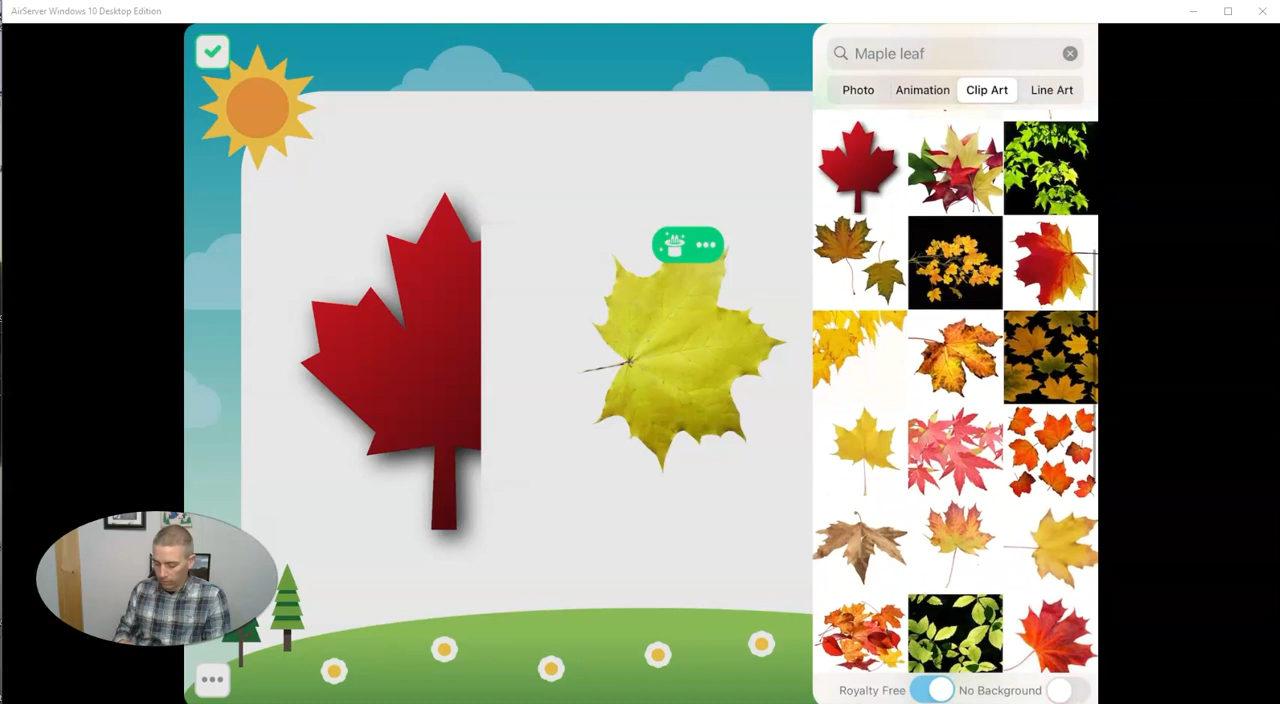 AirServer Windows 10 Desktop Edition
Maple leaf
Photo Animation Clip Art Line Art
Royalty Free No Background